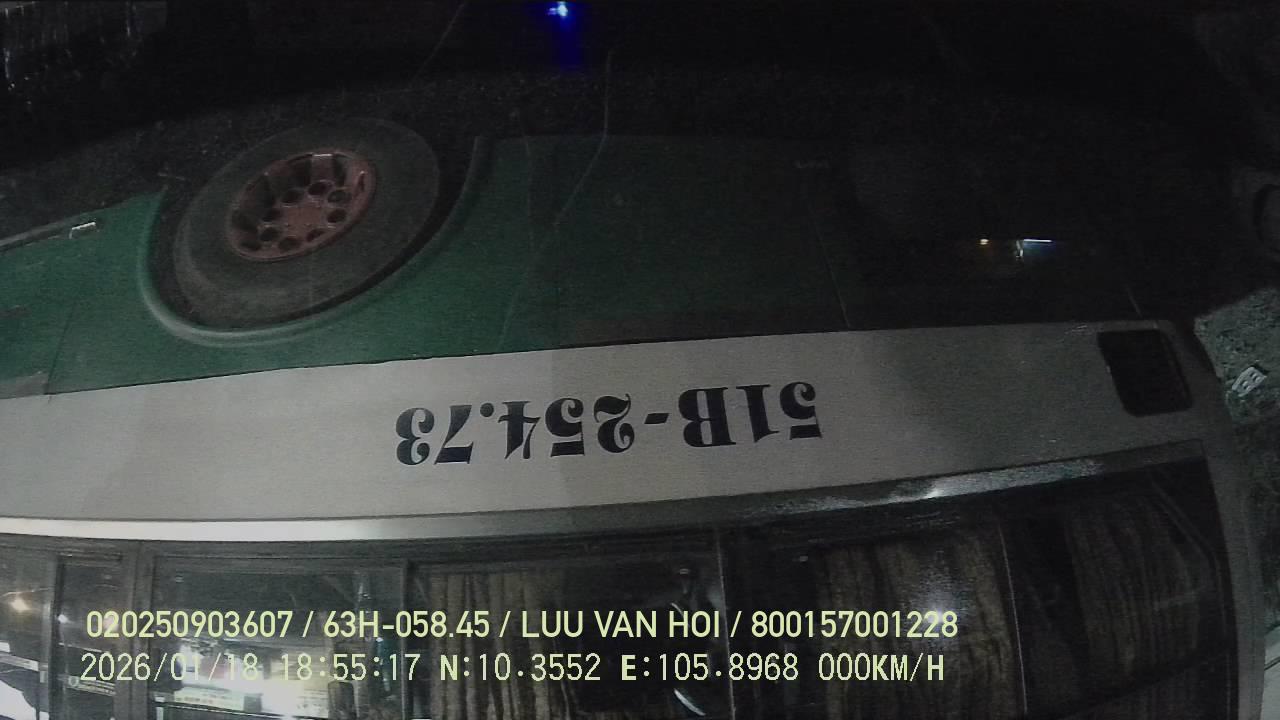 51B-254.73
020250903607 / 63H-058.45 / LUU VAN HOI / 800157001228
2026/01/18 18:55:17 N:10.3552 E:105.8968 000KM/H